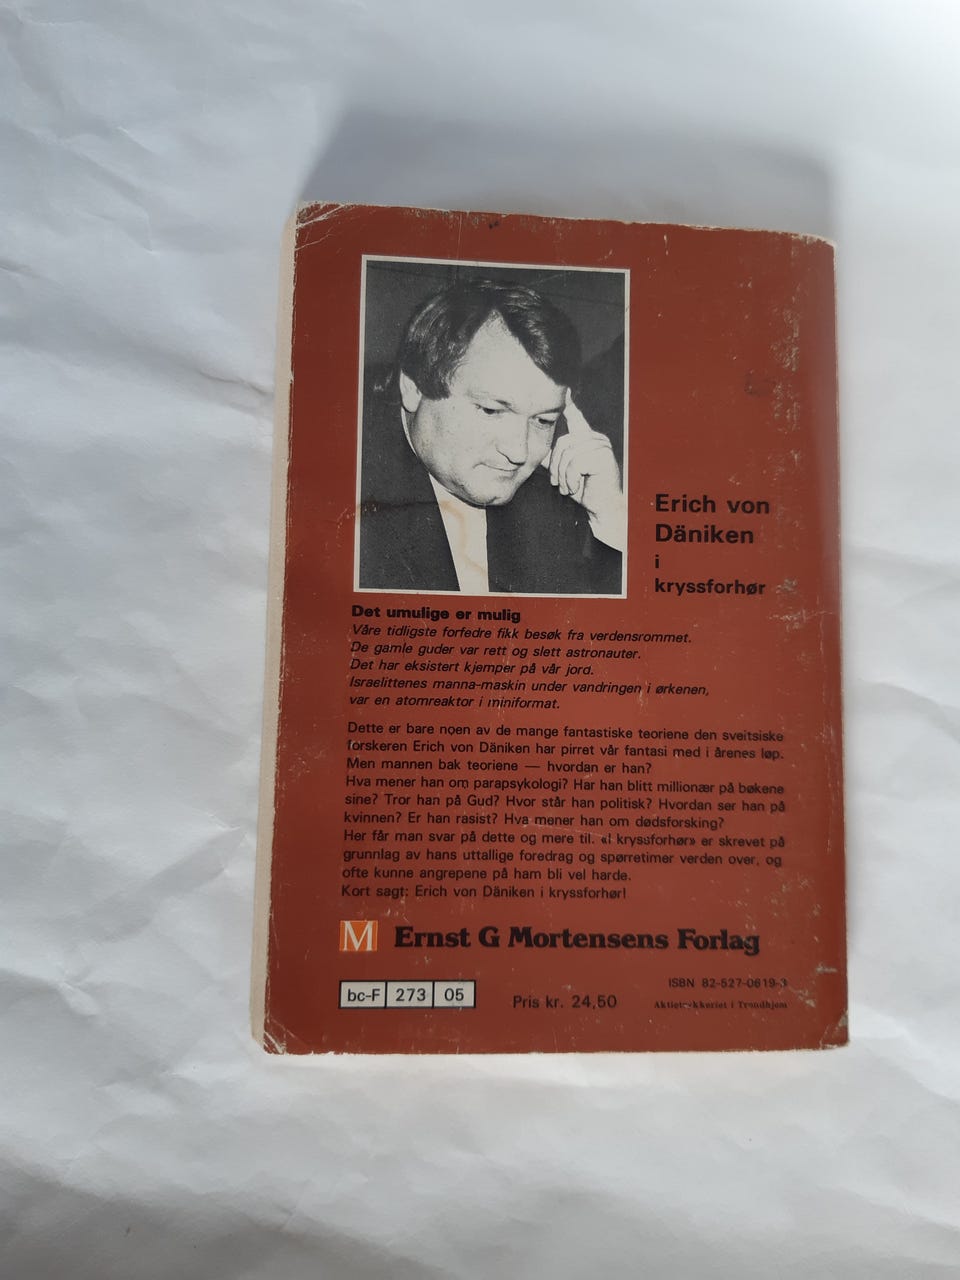 Erich von
Däniken
i
kryssforhør
Det umulige er mulig
Våre tidligste forfedre fikk besøk fra verdensrommet.
De gamle guder var rett og slett astronauter.
Det har eksistert kjemper på vår jord.
Israelittenes manna-maskin under vandringen i ørkenen,
var en atomreaktor i miniformat.
Dette er bare noen av de mange fantastiske teoriene den sveitsiske
forskeren Erich von Däniken har pirret vår fantasi med i årenes løp.
Men mannen bak teoriene — hvordan er han?
Hva mener han om parapsykologi? Har han blitt millionær på bøkene
sine? Tror han på Gud? Hvor står han politisk? Hvordan ser han på
kvinnen? Er han rasist? Hva mener han om dødsforsking?
Her får man svar på dette og mere til. «I kryssforhør» er skrevet på
grunnlag av hans uttallige foredrag og spørretimer verden over, og
ofte kunne angrepene på ham bli vel harde.
Kort sagt: Erich von Däniken i kryssforhør!
M Ernst G Mortensens Forlag
bc-F 273 05
Pris kr. 24,50
ISBN 82-527-0619-3
Aktietrykkeriet i Trondhjem